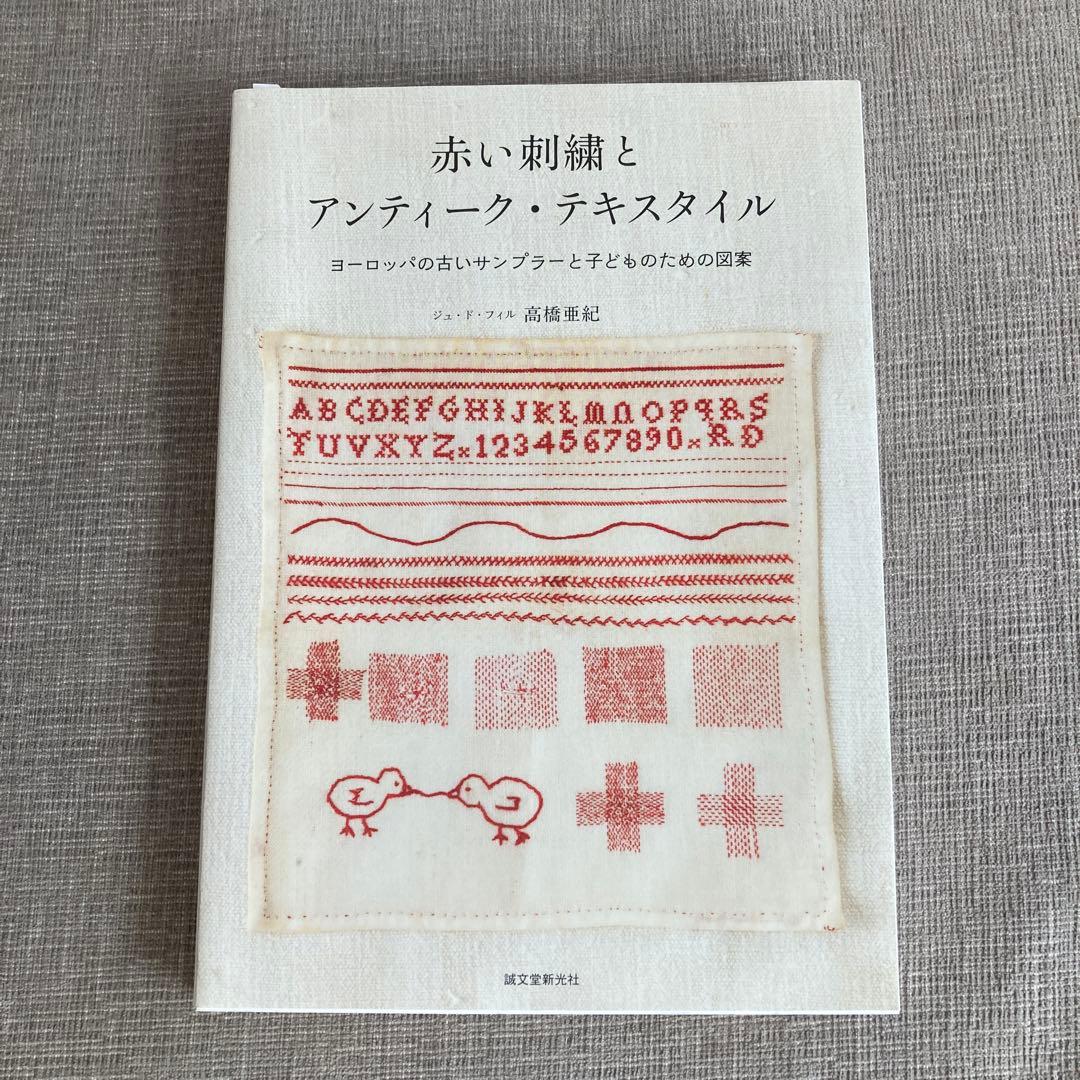 赤い刺繍と
アンティーク・テキスタイル
ヨーロッパの古いサンプラーと子どものための図案
ジュ・ド・フィル 高橋亜紀
ABCDEFGHIJKLMNOPQRS
TUVXYZ×1234567890×RD
誠文堂新光社